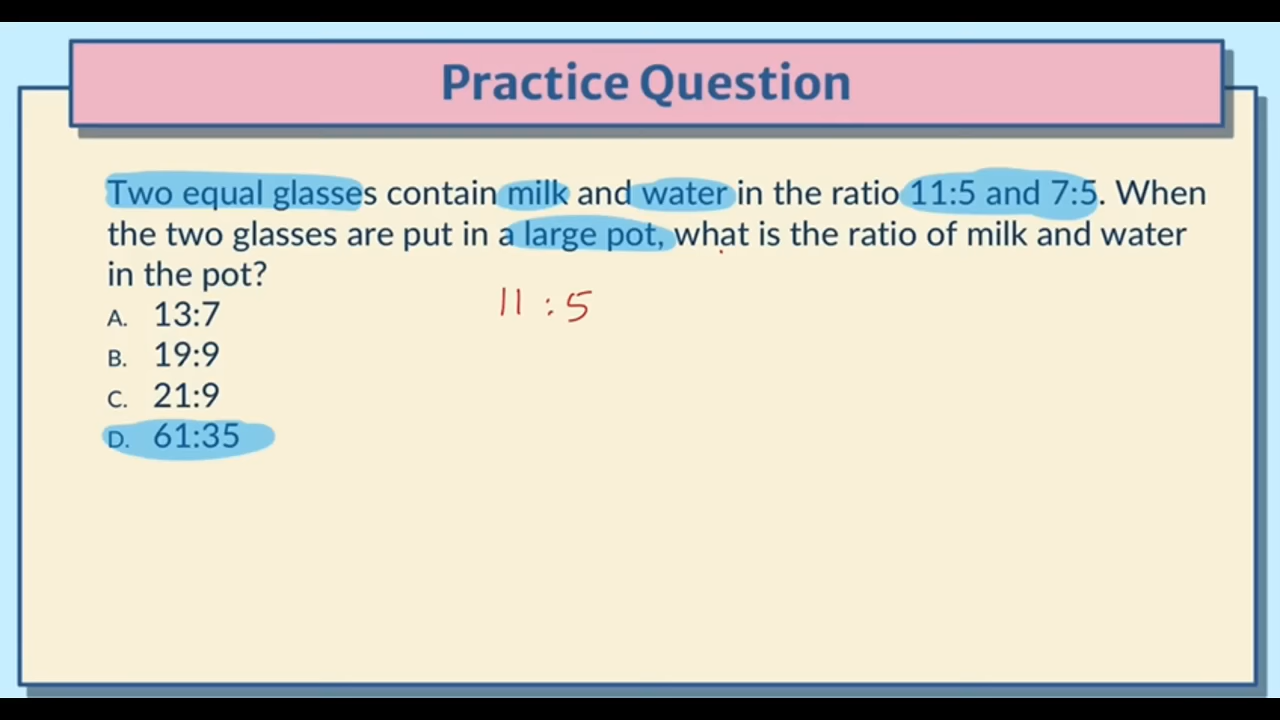 Practice Question
Two equal glasses contain milk and water in the ratio 11:5 and 7:5. When
the two glasses are put in a large pot, what is the ratio of milk and water
in the pot?
11 : 5
A. 13:7
B. 19:9
C. 21:9
D. 61:35